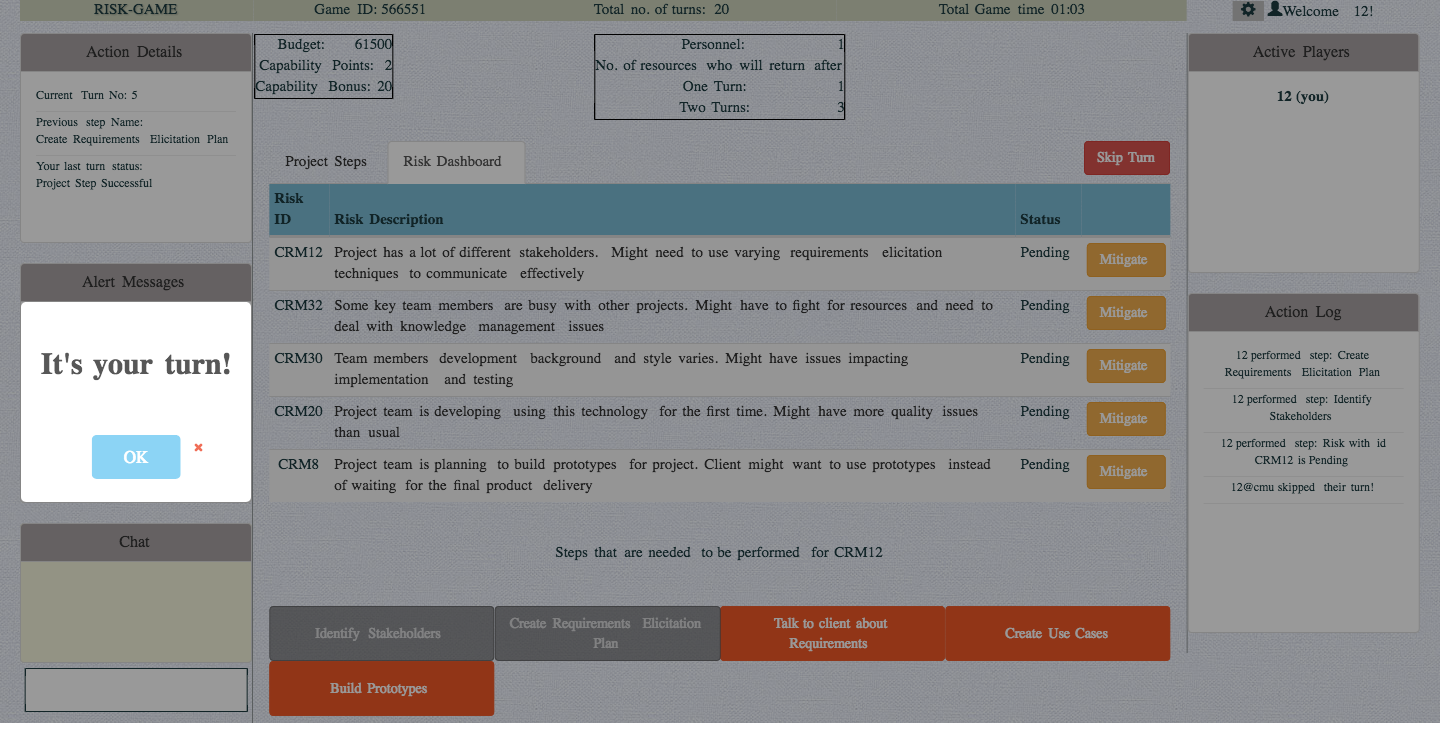 RISK-GAME
Game ID: 566551
Total no. of turns: 20
Total Game time 01:03
Welcome 12!
Action Details
Current Turn No: 5
Previous step Name:
Create Requirements Elicitation Plan
Your last turn status:
Project Step Successful
Alert Messages
It's your turn!
OK
Chat
Budget: 61500
Capability Points: 2
Capability Bonus: 20
Personnel: 1
No. of resources who will return after
One Turn: 1
Two Turns: 3
Project Steps
Risk Dashboard
Skip Turn
Risk
ID
Risk Description
Status
CRM12
Project has a lot of different stakeholders. Might need to use varying requirements elicitation
techniques to communicate effectively
Pending
Mitigate
CRM32
Some key team members are busy with other projects. Might have to fight for resources and need to
deal with knowledge management issues
Pending
Mitigate
CRM30
Team members development background and style varies. Might have issues impacting
implementation and testing
Pending
Mitigate
CRM20
Project team is developing using this technology for the first time. Might have more quality issues
than usual
Pending
Mitigate
CRM8
Project team is planning to build prototypes for project. Client might want to use prototypes instead
of waiting for the final product delivery
Pending
Mitigate
Steps that are needed to be performed for CRM12
Identify Stakeholders
Create Requirements Elicitation
Plan
Talk to client about
Requirements
Create Use Cases
Build Prototypes
Active Players
12 (you)
Action Log
12 performed step: Create
Requirements Elicitation Plan
12 performed step: Identify
Stakeholders
12 performed step: Risk with id
CRM12 is Pending
12@cmu skipped their turn!